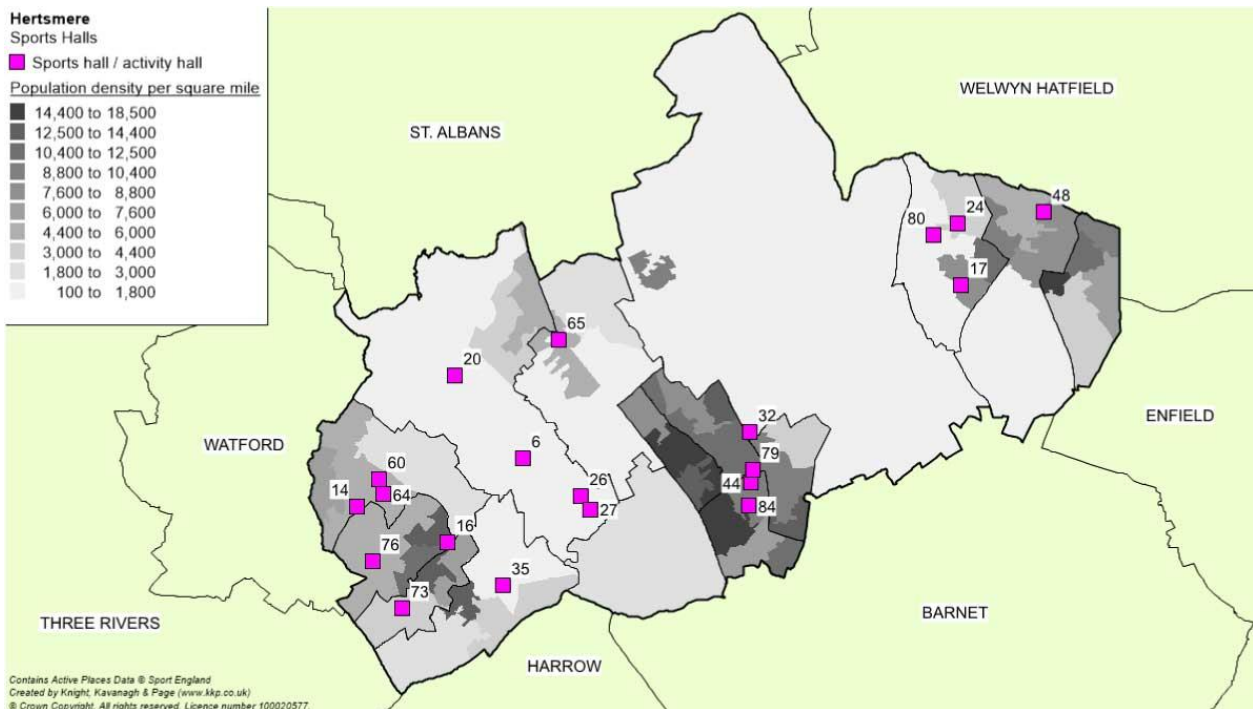 Hertsmere
Sports Halls
Sports hall / activity hall
Population density per square mile
14,400 to 18,500
12,500 to 14,400
10,400 to 12,500
8,800 to 10,400
7,600 to 8,800
6,000 to 7,600
4,400 to 6,000
3,000 to 4,400
1,800 to 3,000
100 to 1,800
WELWYN HATFIELD
ST. ALBANS
48
24
80
17
65
20
ENFIELD
32
WATFORD
6
79
60
26
44
14
64
27
84
16
76
35
73
BARNET
THREE RIVERS
HARROW
Contains Active Places Data © Sport England
Created by Knight, Kavanagh & Page (www.kkp.co.uk)
© Crown Copyright. All rights reserved. Licence number 100020577.